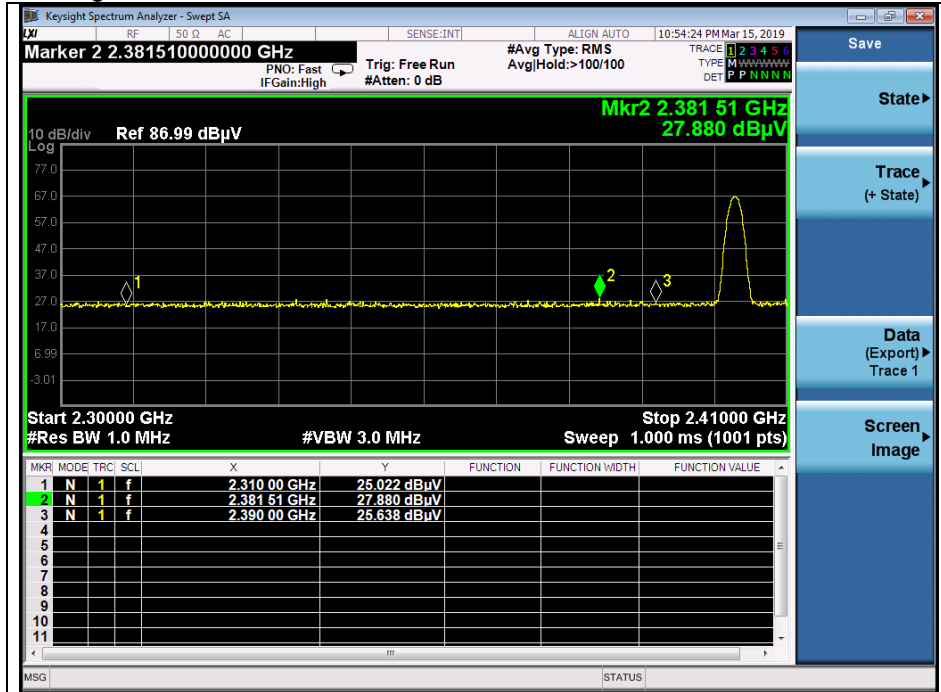 Keysight Spectrum Analyzer - Swept SA
LXI RF 50 Ω AC SENSE:INT ALIGN AUTO 10:54:24 PM Mar 15, 2019
Marker 2 2.381510000000 GHz
PNO: Fast
IFGain:High
Trig: Free Run
#Atten: 0 dB
#Avg Type: RMS
Avg|Hold:>100/100
TRACE 1 2 3 4 5 6
TYPE M W W W W W
DET P P N N N N
Mkr2 2.381 51 GHz
27.880 dBµV
10 dB/div Ref 86.99 dBµV
Log
77.0
67.0
57.0
47.0
37.0
27.0
17.0
6.99
-3.01
1
2
3
Start 2.30000 GHz Stop 2.41000 GHz
#Res BW 1.0 MHz #VBW 3.0 MHz Sweep 1.000 ms (1001 pts)
MKR MODE TRC SCL X Y FUNCTION FUNCTION WIDTH FUNCTION VALUE
1 N 1 f 2.310 00 GHz 25.022 dBµV
2 N 1 f 2.381 51 GHz 27.880 dBµV
3 N 1 f 2.390 00 GHz 25.638 dBµV
4
5
6
7
8
9
10
11
MSG STATUS
Save
State
Trace
(+ State)
Data
(Export)
Trace 1
Screen
Image